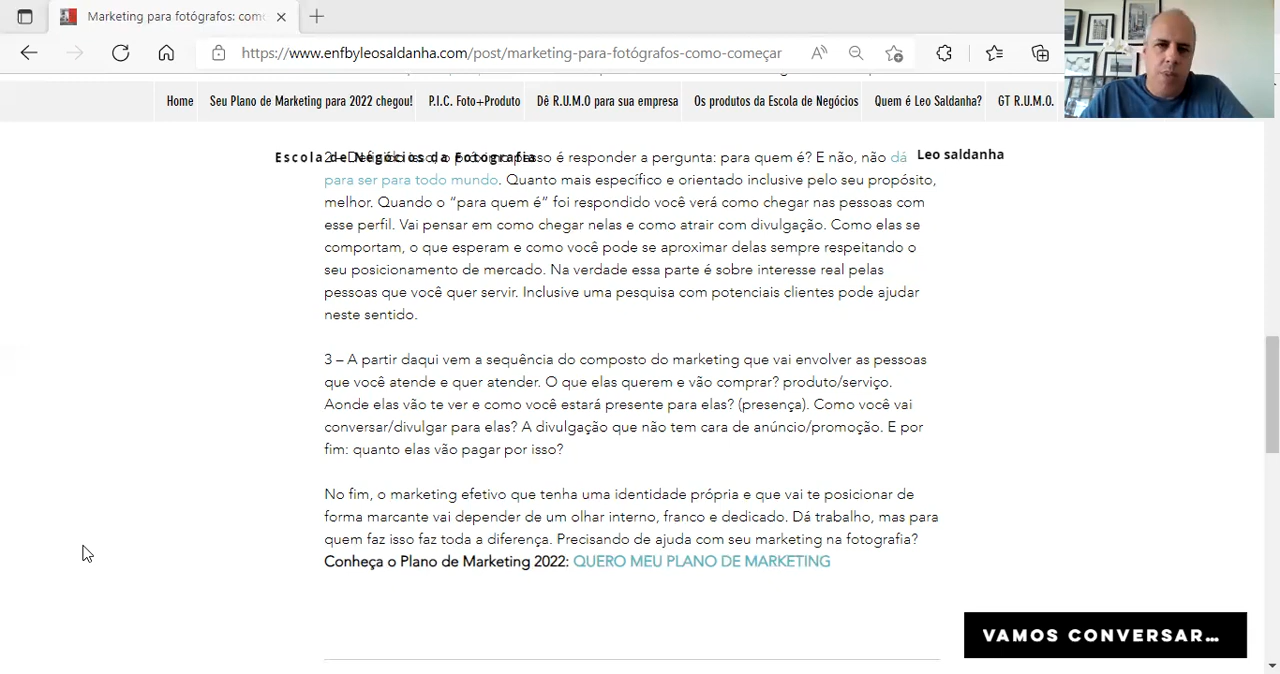 Marketing para fotógrafos: com
https://www.enfbyleosaldanha.com/post/marketing-para-fotógrafos-como-começar
Home Seu Plano de Marketing para 2022 chegou! P.I.C. Foto+Produto Dê R.U.M.O para sua empresa Os produtos da Escola de Negócios Quem é Leo Saldanha? GT R.U.M.O.
Escola de Negócios da Fotografia
Leo saldanha
passo é responder a pergunta: para quem é? E não, não dá
para ser para todo mundo. Quanto mais específico e orientado inclusive pelo seu propósito,
melhor. Quando o “para quem é” foi respondido você verá como chegar nas pessoas com
esse perfil. Vai pensar em como chegar nelas e como atrair com divulgação. Como elas se
comportam, o que esperam e como você pode se aproximar delas sempre respeitando o
seu posicionamento de mercado. Na verdade essa parte é sobre interesse real pelas
pessoas que você quer servir. Inclusive uma pesquisa com potenciais clientes pode ajudar
neste sentido.
3 – A partir daqui vem a sequência do composto do marketing que vai envolver as pessoas
que você atende e quer atender. O que elas querem e vão comprar? produto/serviço.
Aonde elas vão te ver e como você estará presente para elas? (presença). Como você vai
conversar/divulgar para elas? A divulgação que não tem cara de anúncio/promoção. E por
fim: quanto elas vão pagar por isso?
No fim, o marketing efetivo que tenha uma identidade própria e que vai te posicionar de
forma marcante vai depender de um olhar interno, franco e dedicado. Dá trabalho, mas para
quem faz isso faz toda a diferença. Precisando de ajuda com seu marketing na fotografia?
Conheça o Plano de Marketing 2022: QUERO MEU PLANO DE MARKETING
VAMOS CONVERSAR...